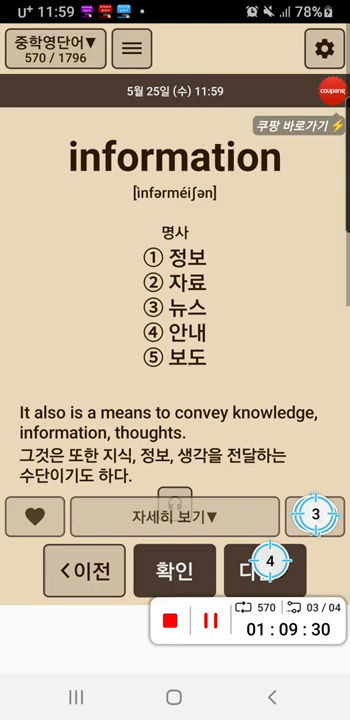 U+ 11:59 78%
중학영단어▼
570 / 1796
5월 25일 (수) 11:59
coupang
쿠팡 바로가기⚡
information
[ìnfərméiʃən]
명사
① 정보
② 자료
③ 뉴스
④ 안내
⑤ 보도
It also is a means to convey knowledge,
information, thoughts.
그것은 또한 지식, 정보, 생각을 전달하는
수단이기도 하다.
자세히 보기▼
3
<이전
확인
4
570 03 / 04
01 : 09 : 30